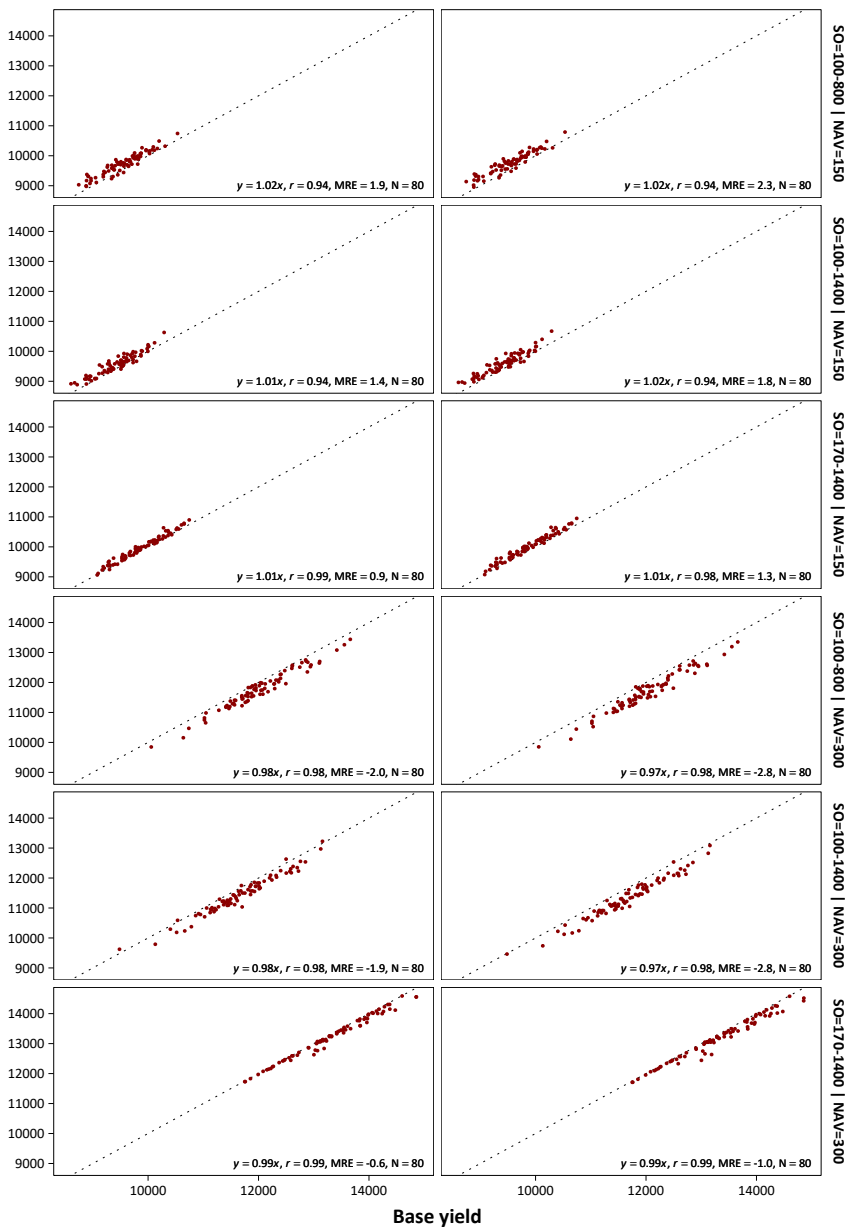 14000
13000
12000
11000
10000
9000
y = 1.02x, r = 0.94, MRE = 1.9, N = 80
y = 1.02x, r = 0.94, MRE = 2.3, N = 80
SO=100-800 | NAV=150
14000
13000
12000
11000
10000
9000
y = 1.01x, r = 0.94, MRE = 1.4, N = 80
y = 1.02x, r = 0.94, MRE = 1.8, N = 80
SO=100-1400 | NAV=150
14000
13000
12000
11000
10000
9000
y = 1.01x, r = 0.99, MRE = 0.9, N = 80
y = 1.01x, r = 0.98, MRE = 1.3, N = 80
SO=170-1400 | NAV=150
14000
13000
12000
11000
10000
9000
y = 0.98x, r = 0.98, MRE = -2.0, N = 80
y = 0.97x, r = 0.98, MRE = -2.8, N = 80
SO=100-800 | NAV=300
14000
13000
12000
11000
10000
9000
y = 0.98x, r = 0.98, MRE = -1.9, N = 80
y = 0.97x, r = 0.98, MRE = -2.8, N = 80
SO=100-1400 | NAV=300
14000
13000
12000
11000
10000
9000
y = 0.99x, r = 0.99, MRE = -0.6, N = 80
y = 0.99x, r = 0.99, MRE = -1.0, N = 80
SO=170-1400 | NAV=300
10000 12000 14000
10000 12000 14000
Base yield